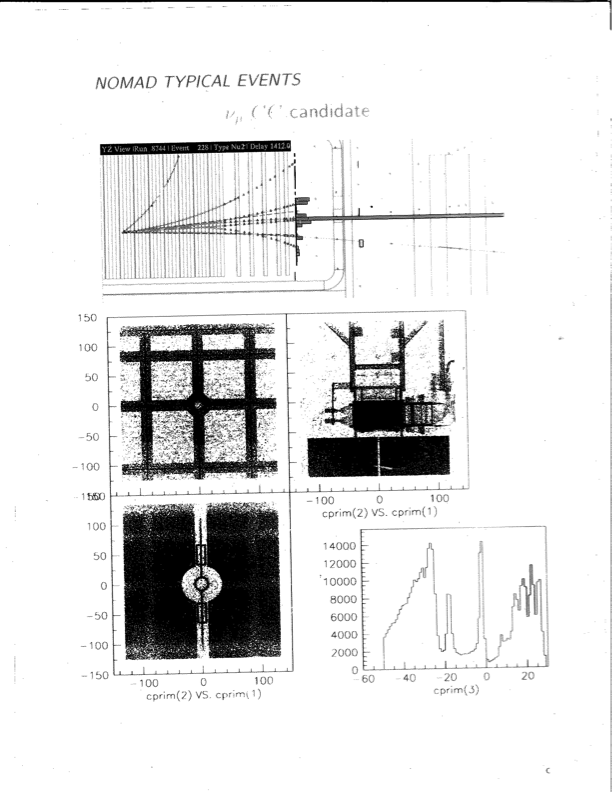 NOMAD TYPICAL EVENTS
ν_μ CC candidate
YZ View |Run 8744 | Event 228 | Type Nu2| Delay 1412.0
150
100
50
0
-50
-100
-150
-100 0 100
cprim(2) VS. cprim(1)
150
100
50
0
-50
-100
-150
-100 0 100
cprim(2) VS. cprim(1)
14000
12000
10000
8000
6000
4000
2000
0
-60 -40 -20 0 20
cprim(3)
c